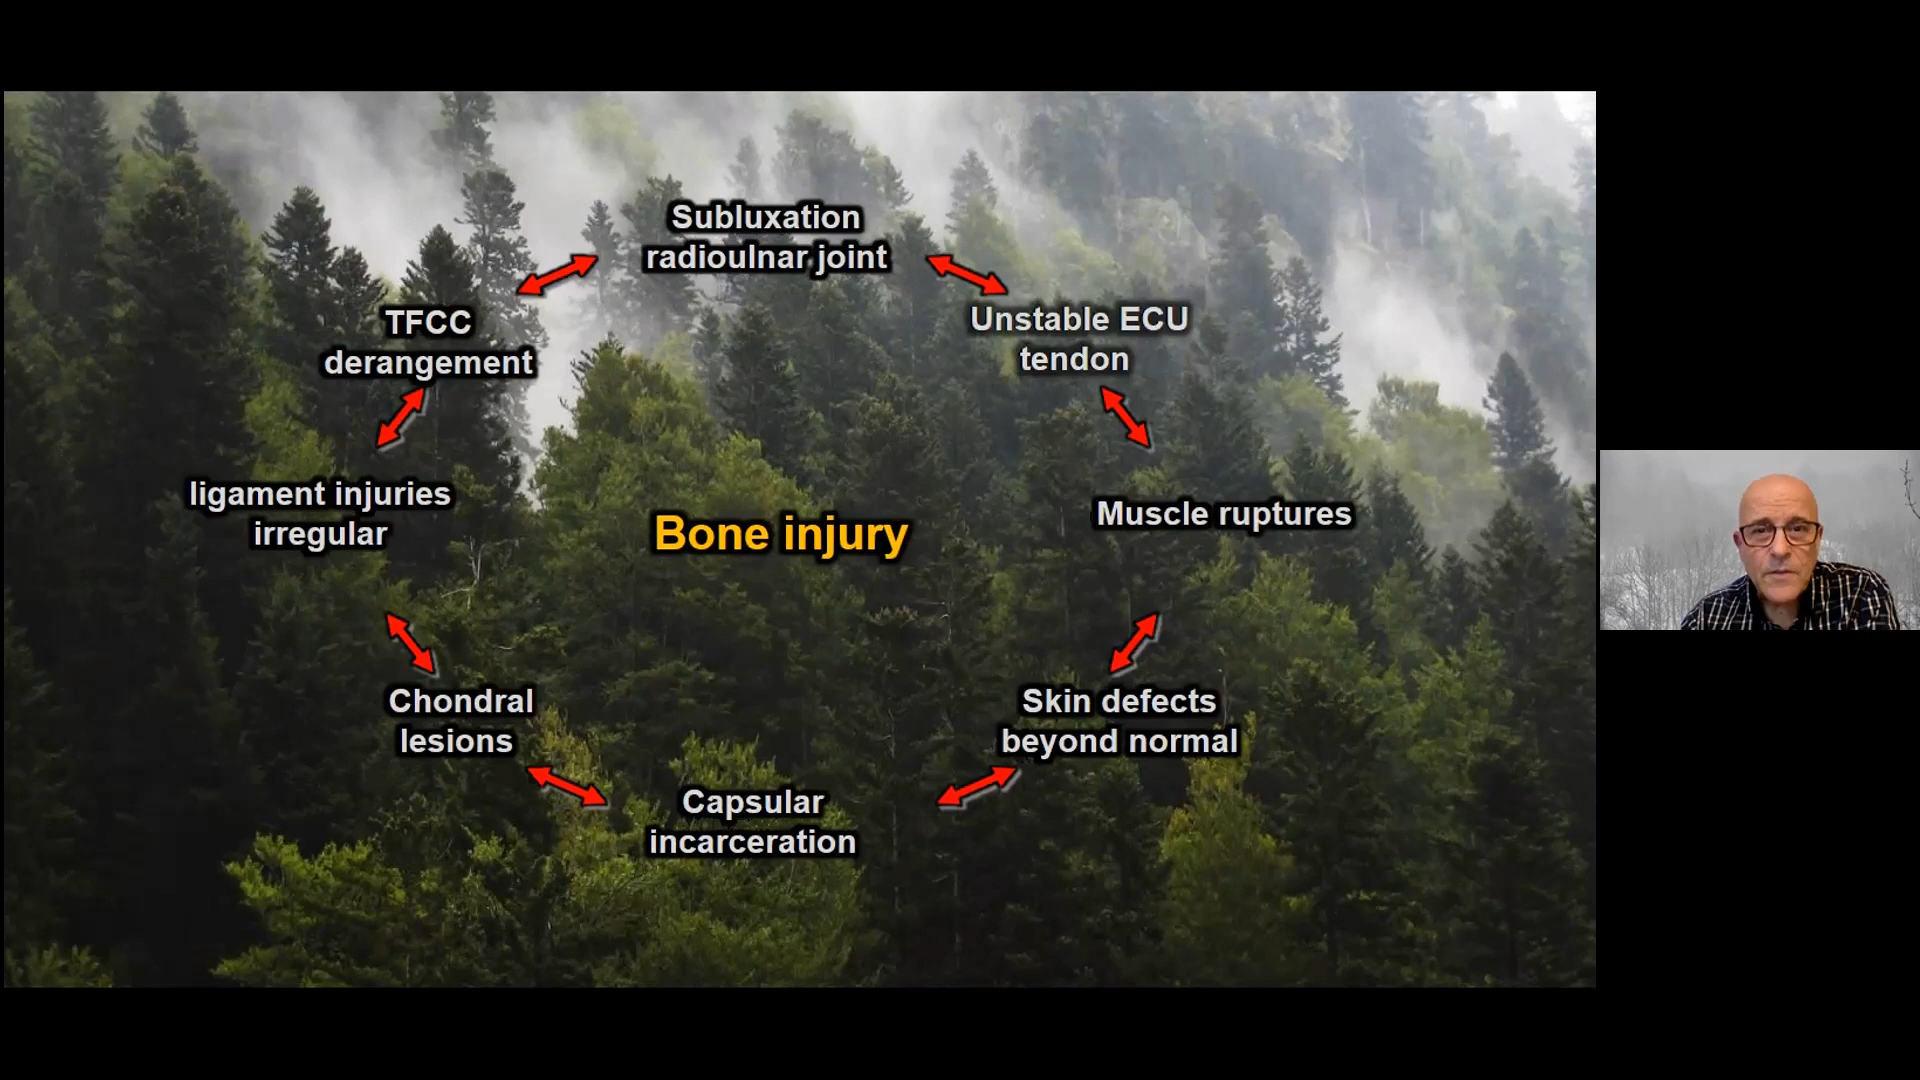 Subluxation
radioulnar joint
TFCC
derangement
Unstable ECU
tendon
ligament injuries
irregular
Bone injury
Muscle ruptures
Chondral
lesions
Skin defects
beyond normal
Capsular
incarceration